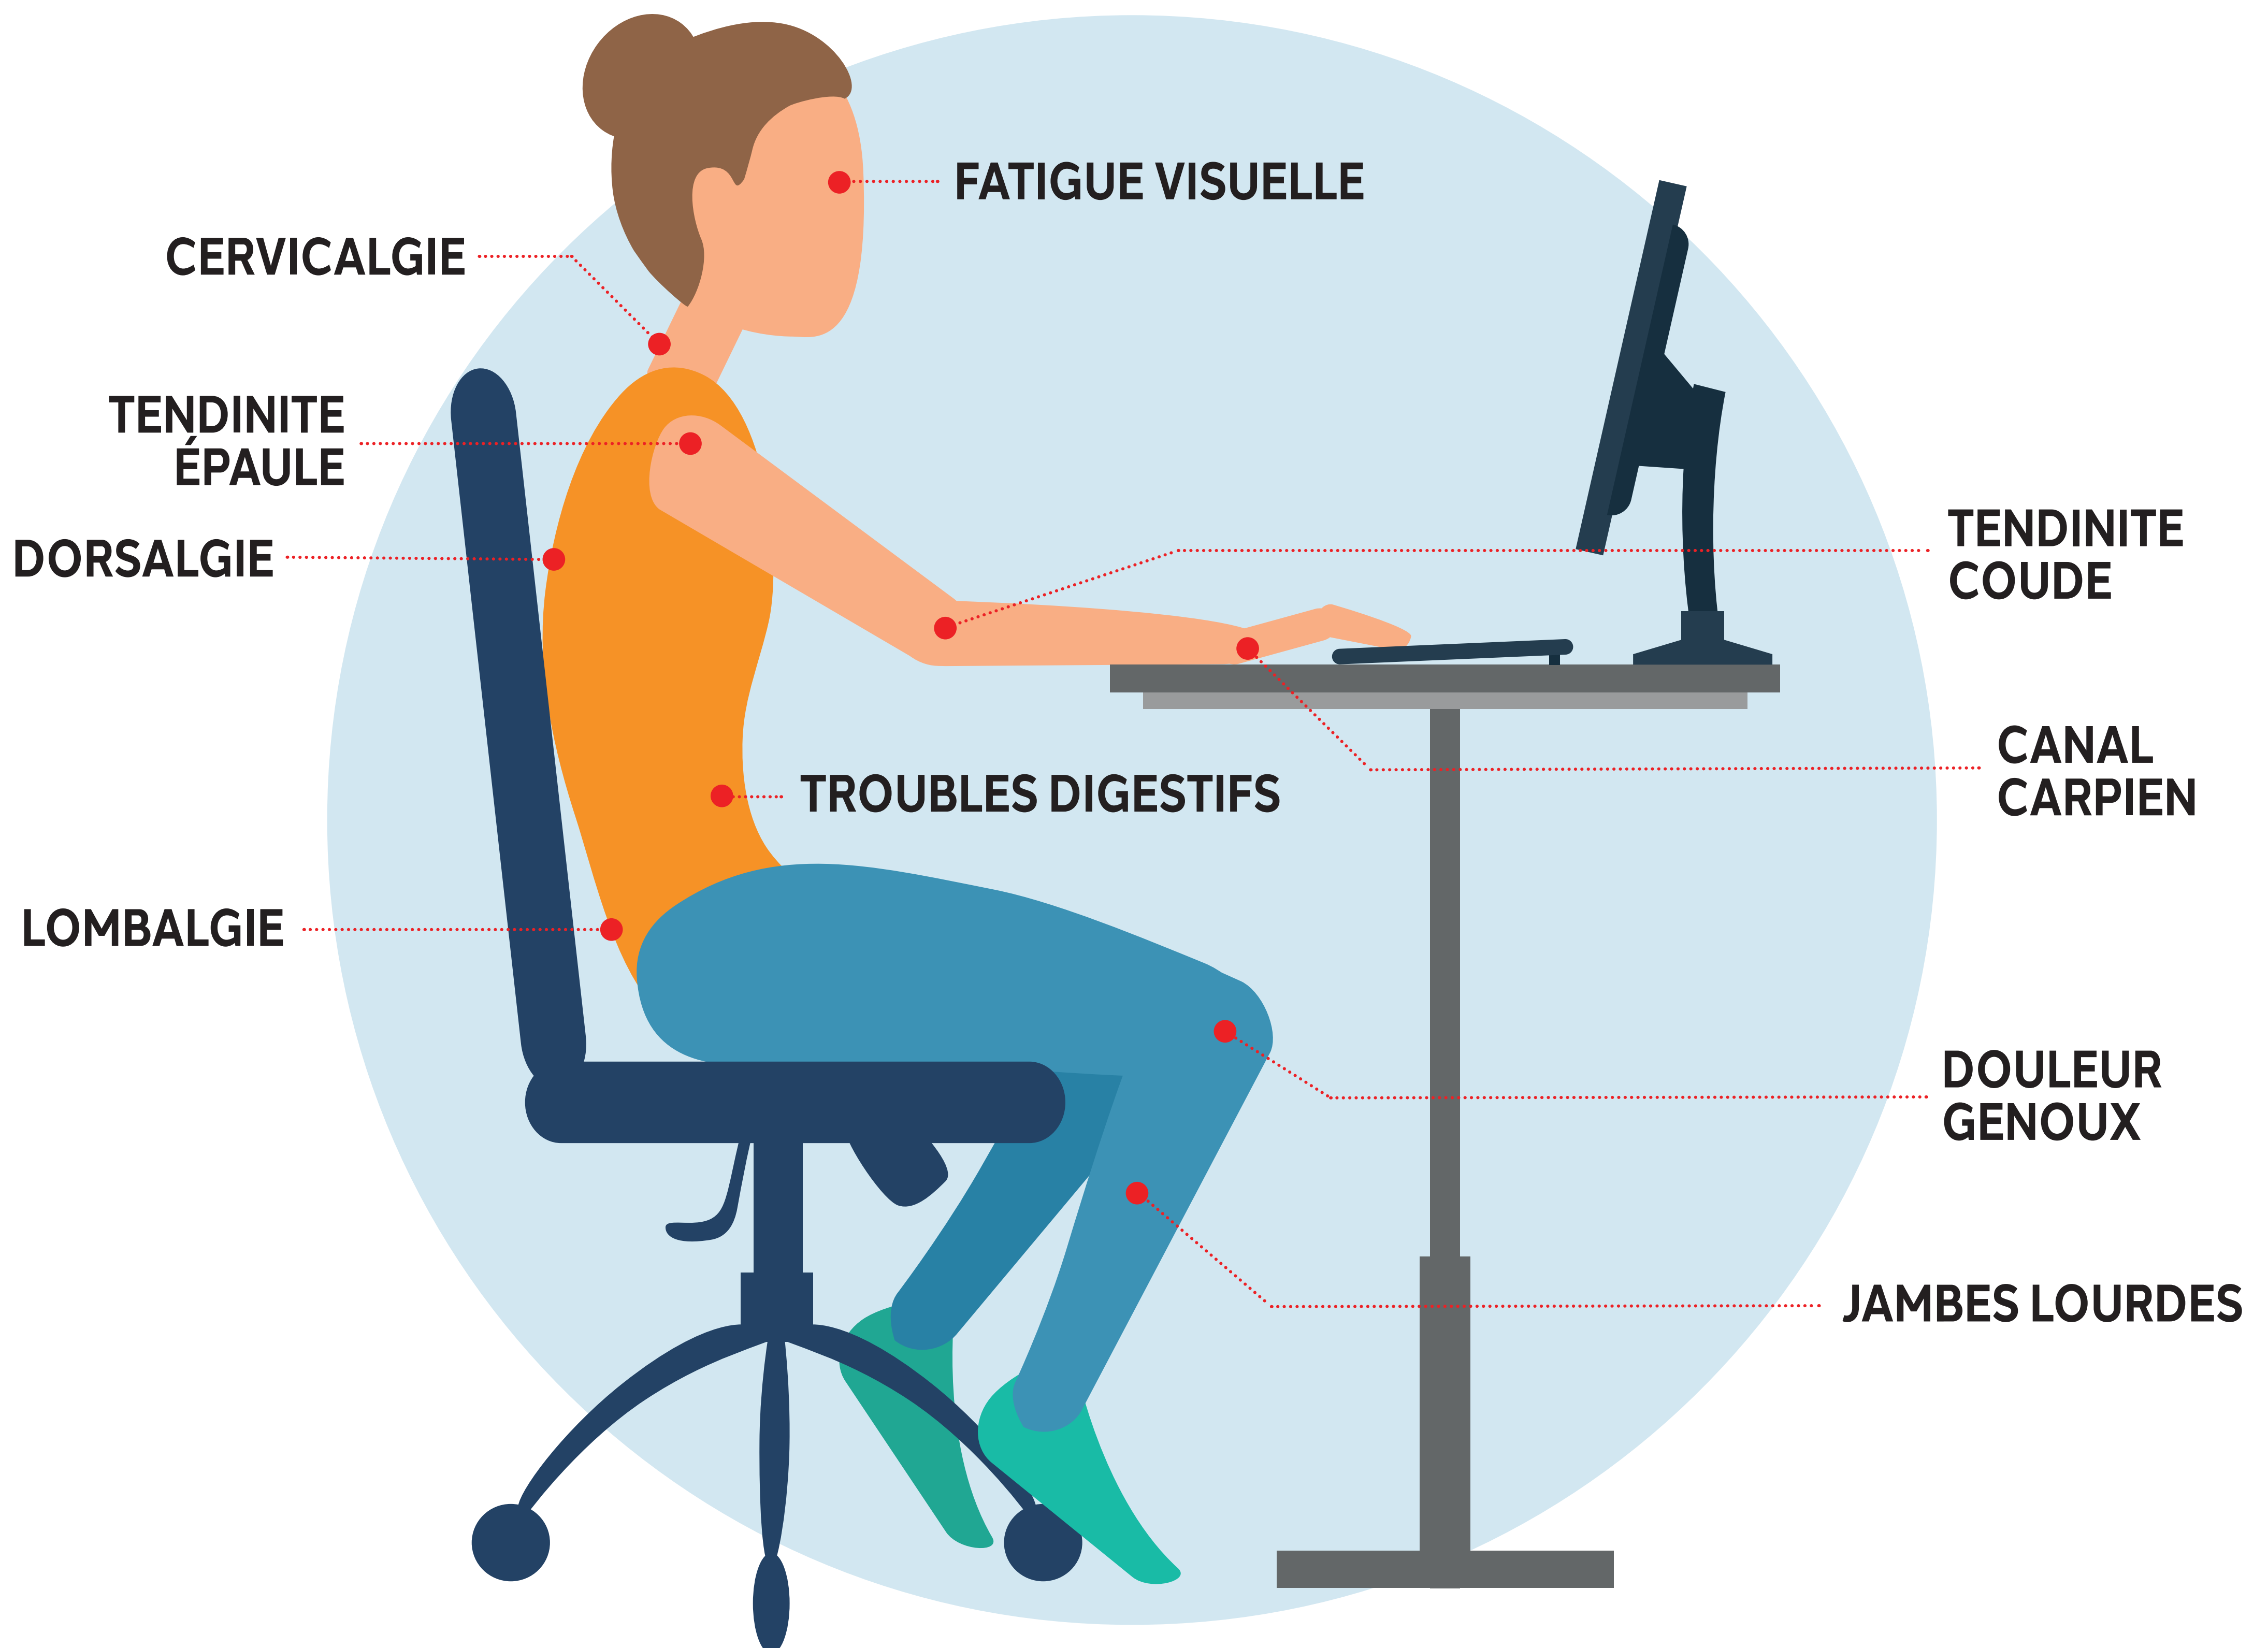 FATIGUE VISUELLE
CERVICALGIE
TENDINITE
ÉPAULE
DORSALGIE
TENDINITE
COUDE
CANAL
CARPIEN
TROUBLES DIGESTIFS
LOMBALGIE
DOULEUR
GENOUX
JAMBES LOURDES